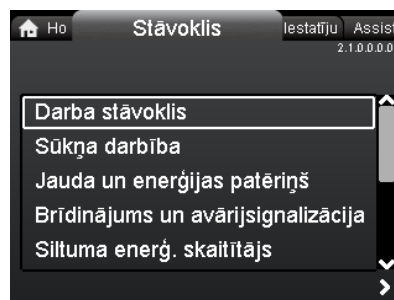 Ho Stāvoklis Iestatīju Assist
2.1.0.0.0.0
Darba stāvoklis
Sūkņa darbība
Jauda un enerģijas patēriņš
Brīdinājums un avārijsignalizācija
Siltuma enerģ. skaitītājs